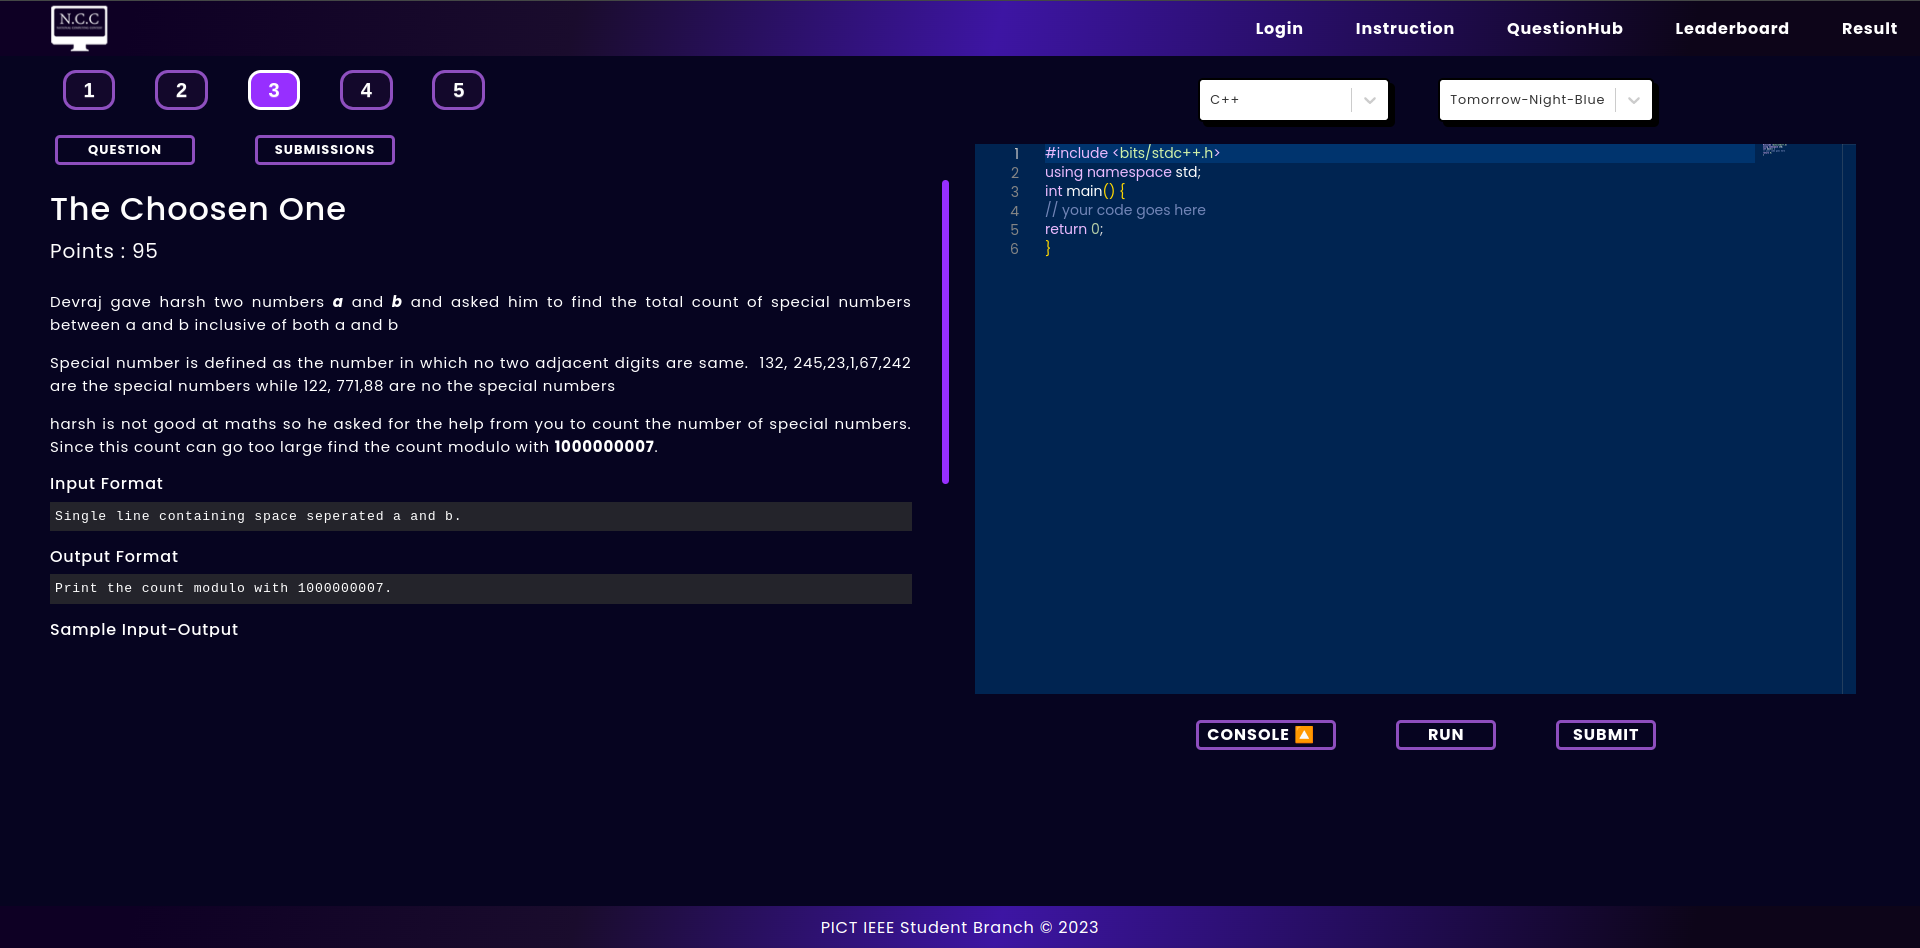 N.C.C
Login Instruction QuestionHub Leaderboard Result
1 2 3 4 5
C++ Tomorrow-Night-Blue
QUESTION SUBMISSIONS
The Choosen One
Points : 95
Devraj gave harsh two numbers a and b and asked him to find the total count of special numbers
between a and b inclusive of both a and b
Special number is defined as the number in which no two adjacent digits are same. 132, 245,23,1,67,242
are the special numbers while 122, 771,88 are no the special numbers
harsh is not good at maths so he asked for the help from you to count the number of special numbers.
Since this count can go too large find the count modulo with 1000000007.
Input Format
Single line containing space seperated a and b.
Output Format
Print the count modulo with 1000000007.
Sample Input-Output
1 #include <bits/stdc++.h>
2 using namespace std;
3 int main() {
4 // your code goes here
5 return 0;
6 }
CONSOLE RUN SUBMIT
PICT IEEE Student Branch © 2023